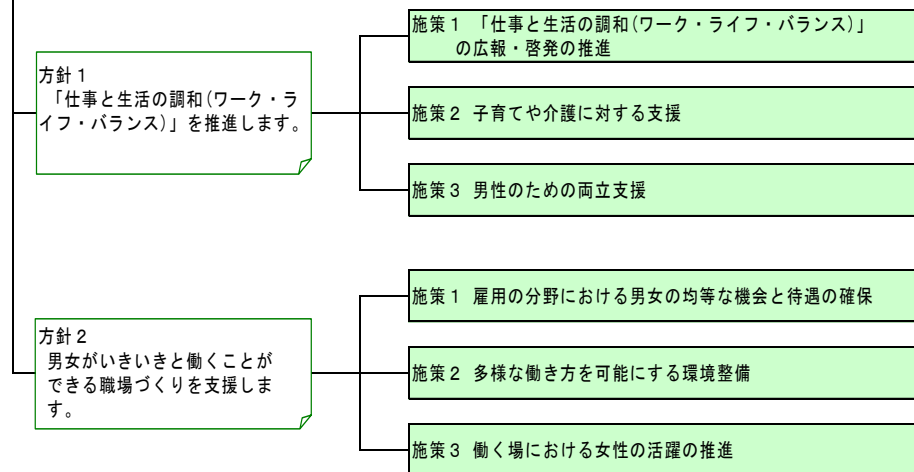 方針１
「仕事と生活の調和(ワーク・ラ
イフ・バランス)」を推進します。
施策１ 「仕事と生活の調和(ワーク・ライフ・バランス)」
の広報・啓発の推進
施策２ 子育てや介護に対する支援
施策３ 男性のための両立支援
方針２
男女がいきいきと働くことが
できる職場づくりを支援しま
す。
施策１ 雇用の分野における男女の均等な機会と待遇の確保
施策２ 多様な働き方を可能にする環境整備
施策３ 働く場における女性の活躍の推進